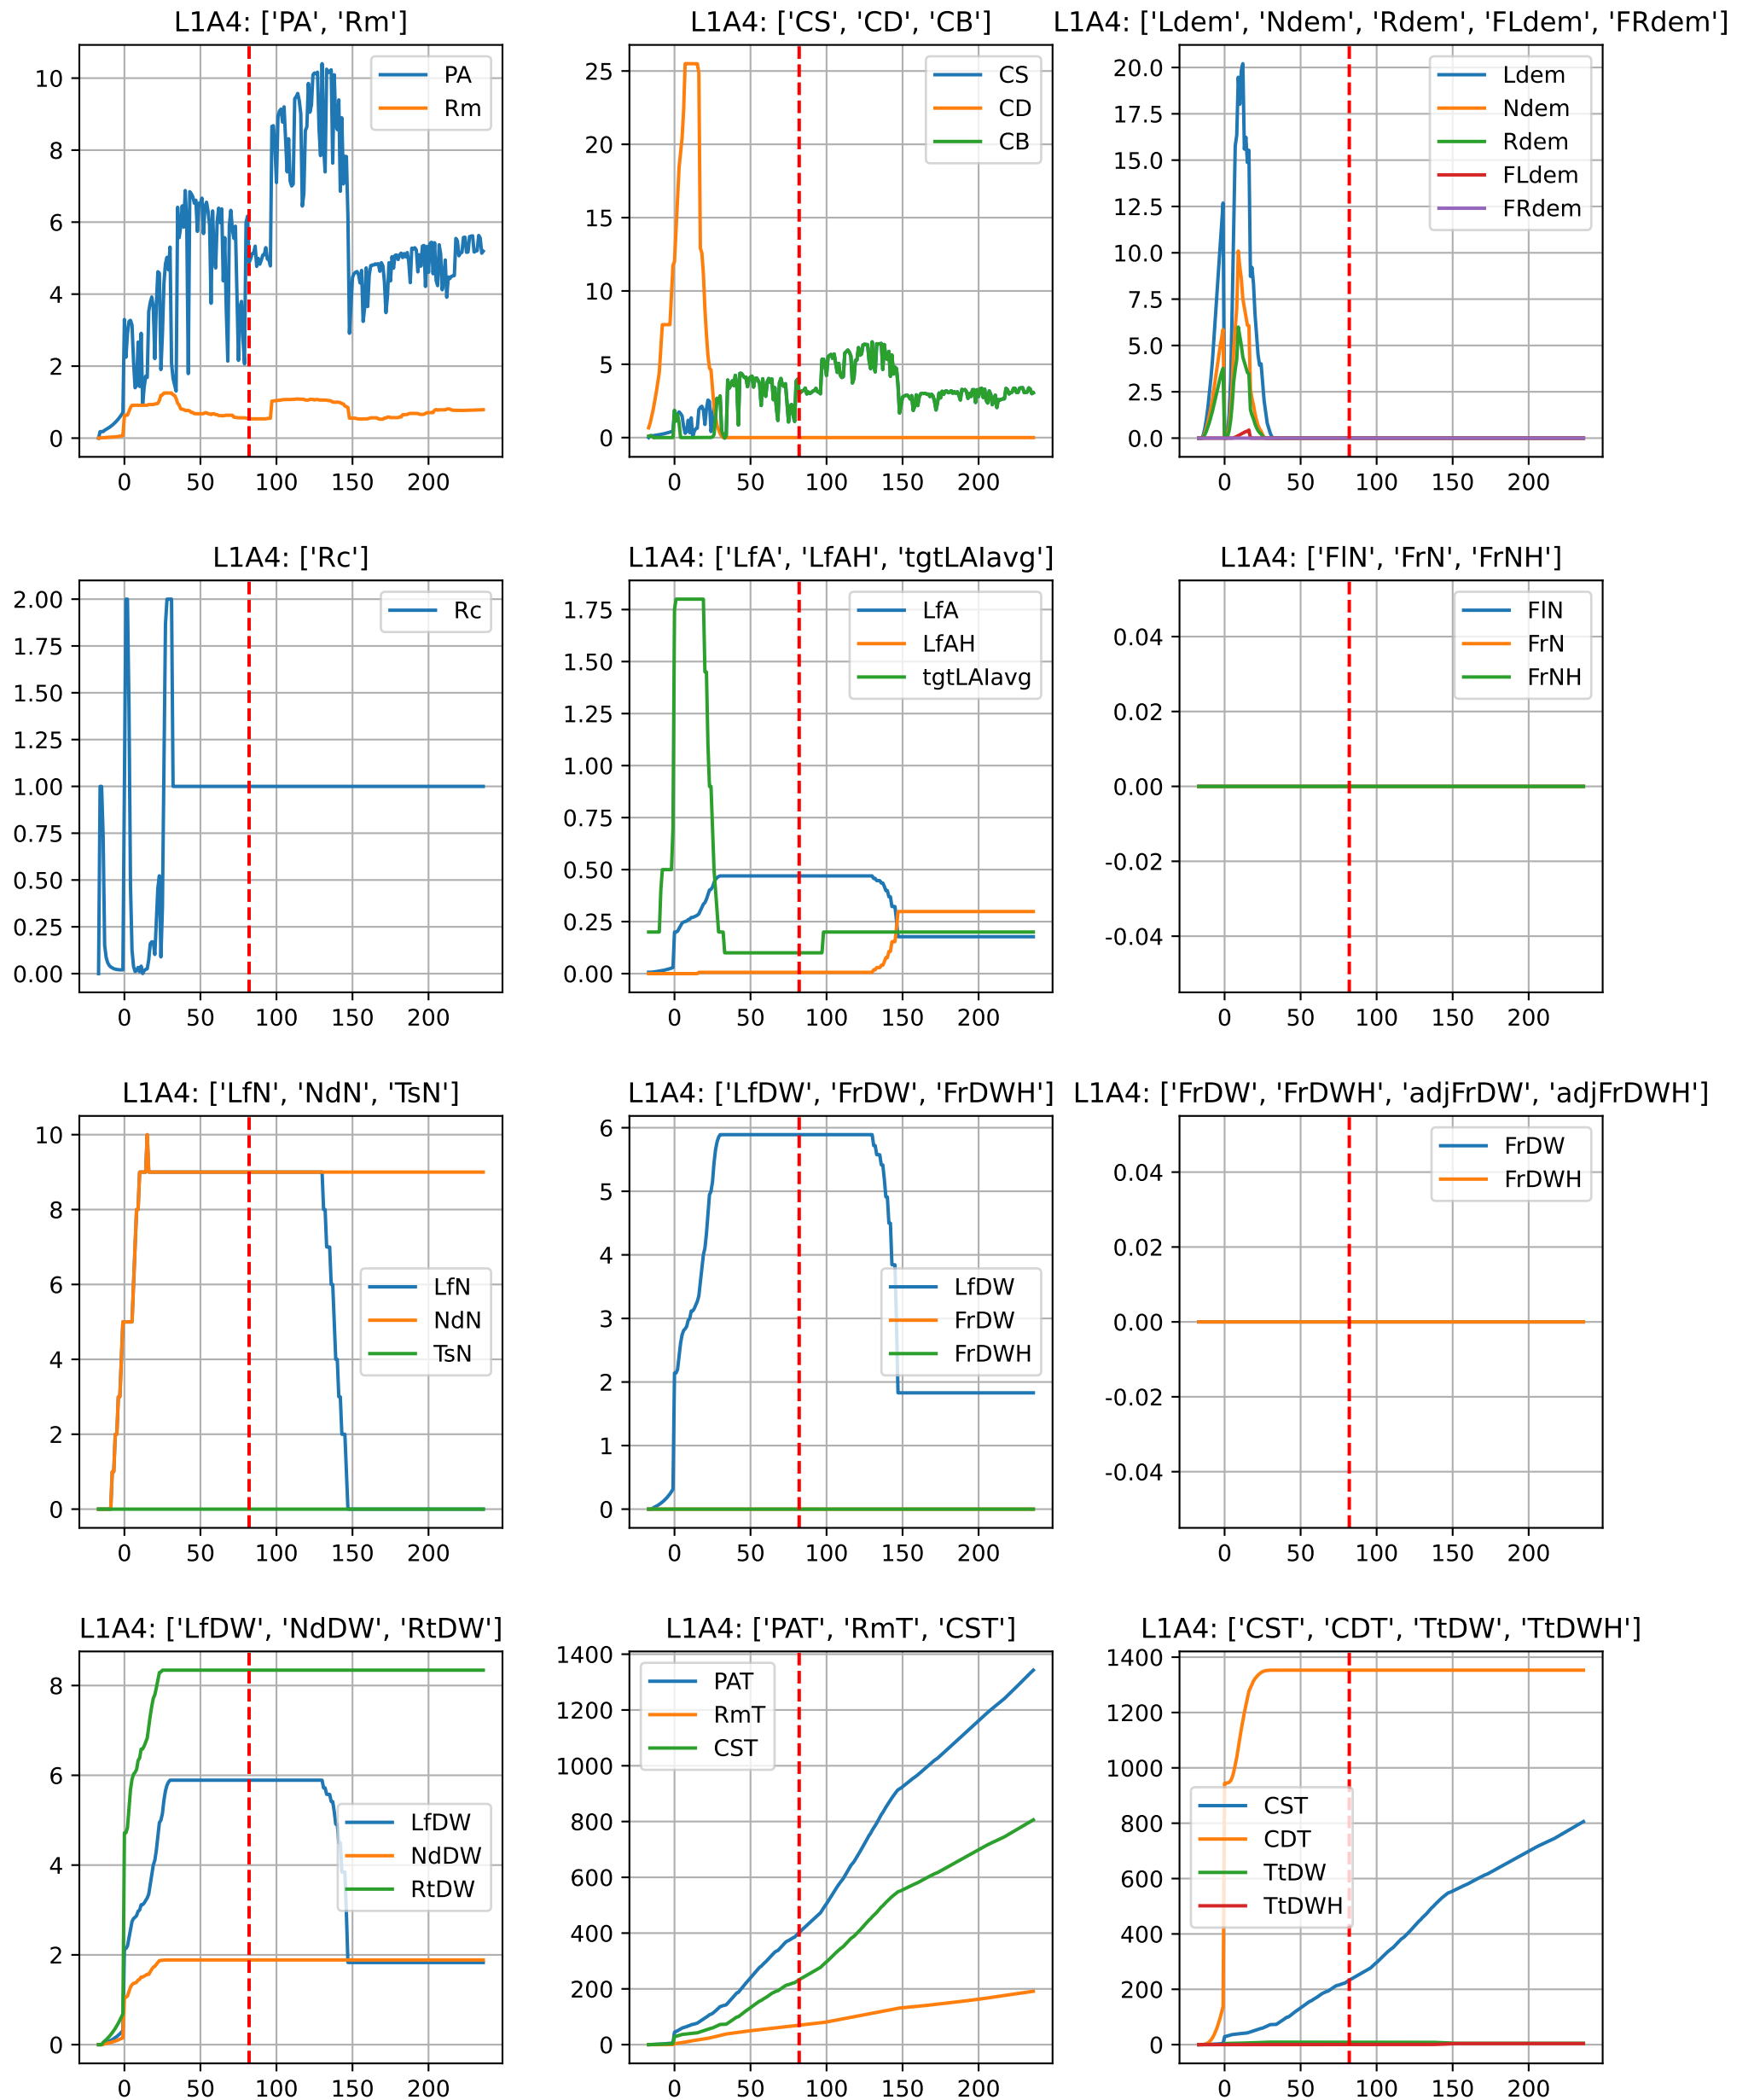 L1A4: ['PA', 'Rm']
10
8
6
4
2
0
0 50 100 150 200
PA
Rm
L1A4: ['CS', 'CD', 'CB']
25
20
15
10
5
0
0 50 100 150 200
CS
CD
CB
L1A4: ['Ldem', 'Ndem', 'Rdem', 'FLdem', 'FRdem']
20.0
17.5
15.0
12.5
10.0
7.5
5.0
2.5
0.0
0 50 100 150 200
Ldem
Ndem
Rdem
FLdem
FRdem
L1A4: ['Rc']
2.00
1.75
1.50
1.25
1.00
0.75
0.50
0.25
0.00
0 50 100 150 200
Rc
L1A4: ['LfA', 'LfAH', 'tgtLAIavg']
1.75
1.50
1.25
1.00
0.75
0.50
0.25
0.00
0 50 100 150 200
LfA
LfAH
tgtLAIavg
L1A4: ['FlN', 'FrN', 'FrNH']
0.04
0.02
0.00
-0.02
-0.04
0 50 100 150 200
FlN
FrN
FrNH
L1A4: ['LfN', 'NdN', 'TsN']
10
8
6
4
2
0
0 50 100 150 200
LfN
NdN
TsN
L1A4: ['LfDW', 'FrDW', 'FrDWH']
6
5
4
3
2
1
0
0 50 100 150 200
LfDW
FrDW
FrDWH
L1A4: ['FrDW', 'FrDWH', 'adjFrDW', 'adjFrDWH']
0.04
0.02
0.00
-0.02
-0.04
0 50 100 150 200
FrDW
FrDWH
L1A4: ['LfDW', 'NdDW', 'RtDW']
8
6
4
2
0
0 50 100 150 200
LfDW
NdDW
RtDW
L1A4: ['PAT', 'RmT', 'CST']
1400
1200
1000
800
600
400
200
0
0 50 100 150 200
PAT
RmT
CST
L1A4: ['CST', 'CDT', 'TtDW', 'TtDWH']
1400
1200
1000
800
600
400
200
0
0 50 100 150 200
CST
CDT
TtDW
TtDWH